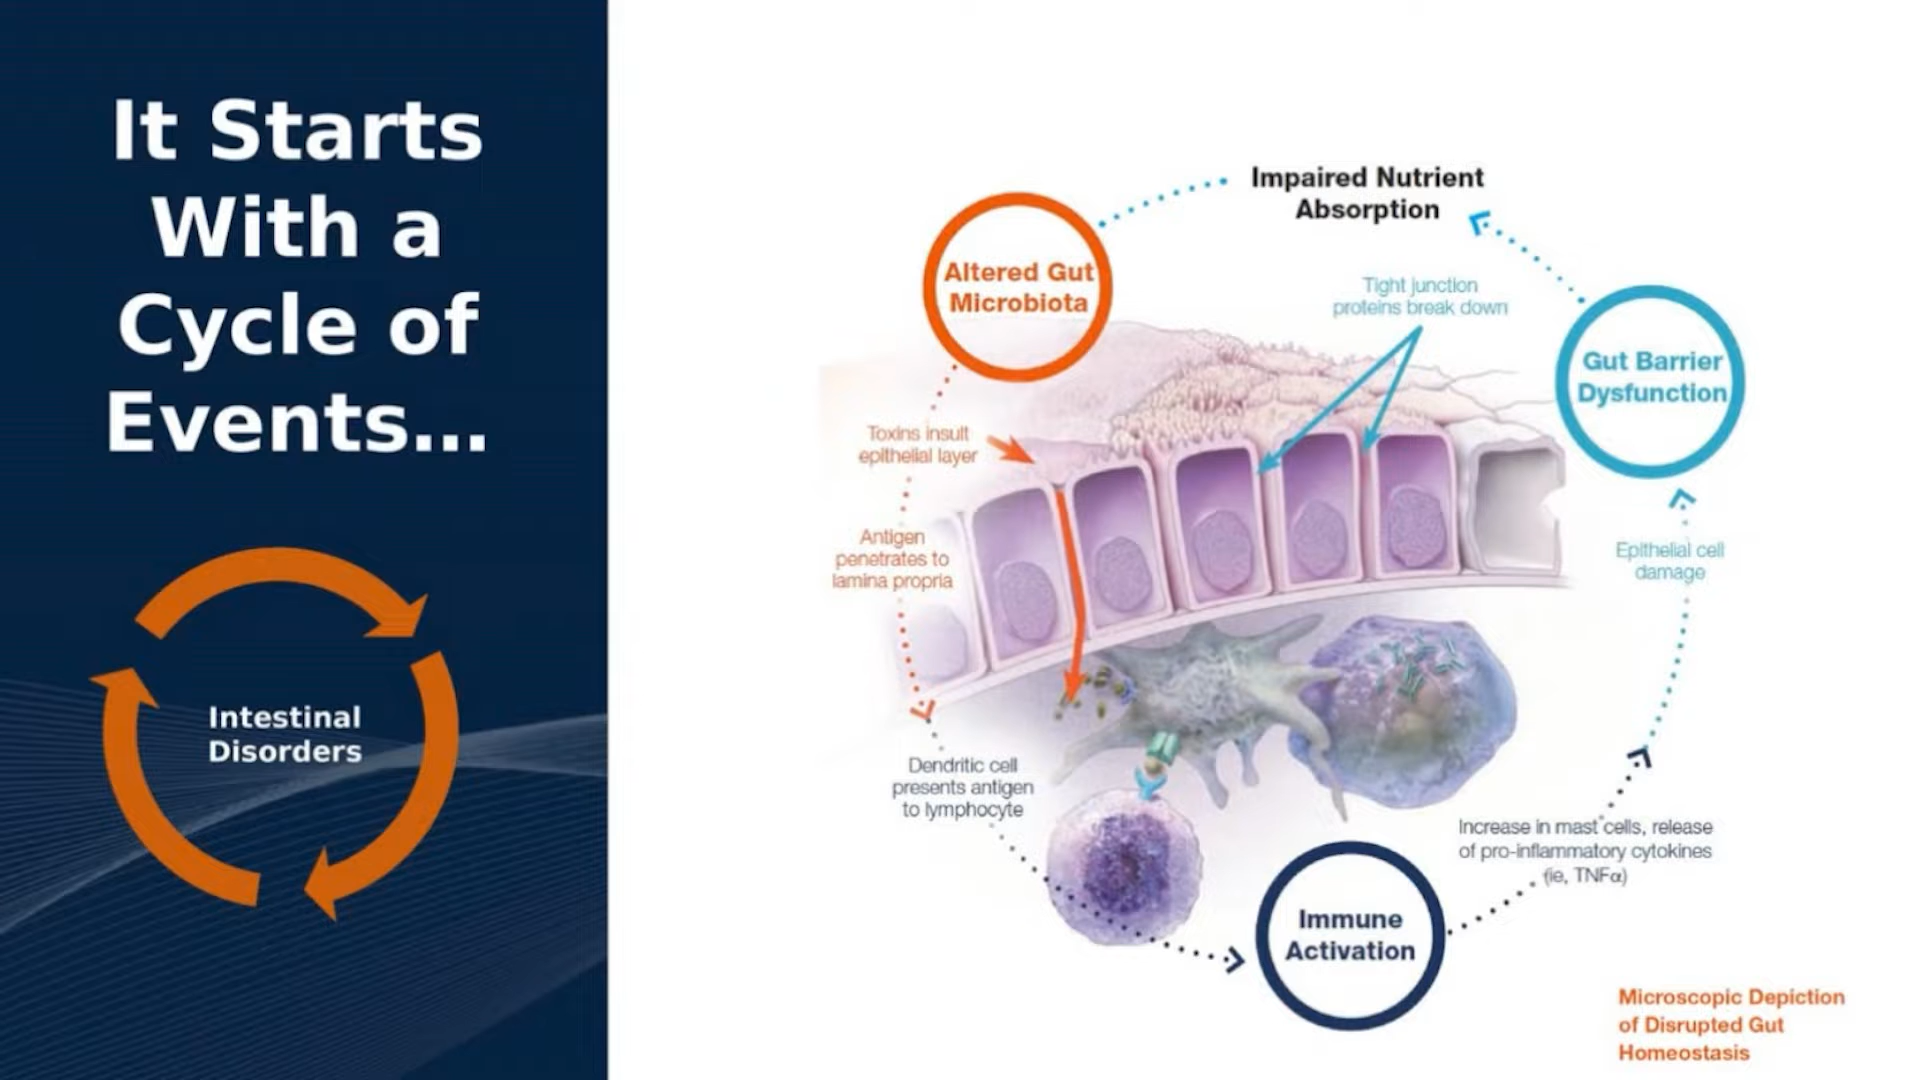 It Starts
With a
Cycle of
Events...
Intestinal
Disorders
Impaired Nutrient
Absorption
Altered Gut
Microbiota
Tight junction
proteins break down
Gut Barrier
Dysfunction
Toxins insult
epithelial layer
Antigen
penetrates to
lamina propria
Epithelial cell
damage
Dendritic cell
presents antigen
to lymphocyte
Increase in mast cells, release
of pro-inflammatory cytokines
(ie, TNFα)
Immune
Activation
Microscopic Depiction
of Disrupted Gut
Homeostasis